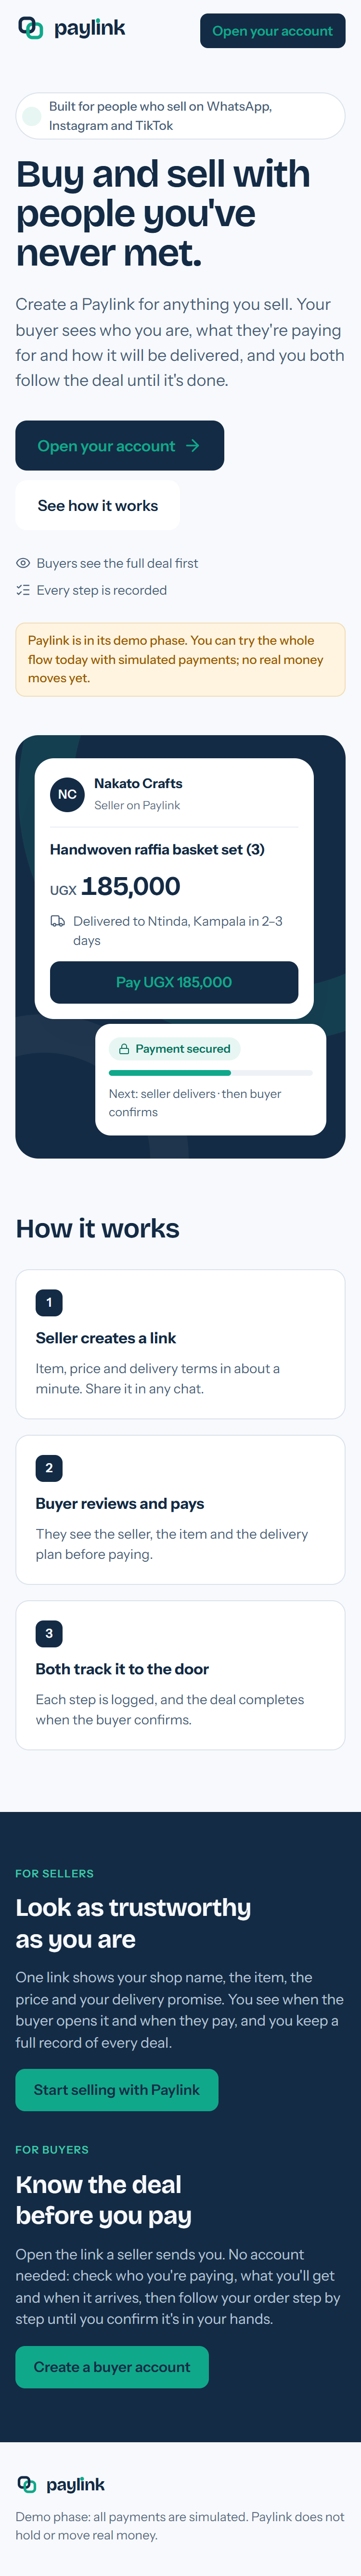 paylink
Open your account
Built for people who sell on WhatsApp,
Instagram and TikTok
Buy and sell with
people you've
never met.
Create a Paylink for anything you sell. Your
buyer sees who you are, what they're paying
for and how it will be delivered, and you both
follow the deal until it's done.
Open your account →
See how it works
Buyers see the full deal first
Every step is recorded
Paylink is in its demo phase. You can try the whole
flow today with simulated payments; no real money
moves yet.
NC
Nakato Crafts
Seller on Paylink
Handwoven raffia basket set (3)
UGX 185,000
Delivered to Ntinda, Kampala in 2–3
days
Pay UGX 185,000
Payment secured
Next: seller delivers · then buyer
confirms
How it works
1
Seller creates a link
Item, price and delivery terms in about a
minute. Share it in any chat.
2
Buyer reviews and pays
They see the seller, the item and the delivery
plan before paying.
3
Both track it to the door
Each step is logged, and the deal completes
when the buyer confirms.
FOR SELLERS
Look as trustworthy
as you are
One link shows your shop name, the item, the
price and your delivery promise. You see when the
buyer opens it and when they pay, and you keep a
full record of every deal.
Start selling with Paylink
FOR BUYERS
Know the deal
before you pay
Open the link a seller sends you. No account
needed: check who you're paying, what you'll get
and when it arrives, then follow your order step by
step until you confirm it's in your hands.
Create a buyer account
paylink
Demo phase: all payments are simulated. Paylink does not
hold or move real money.